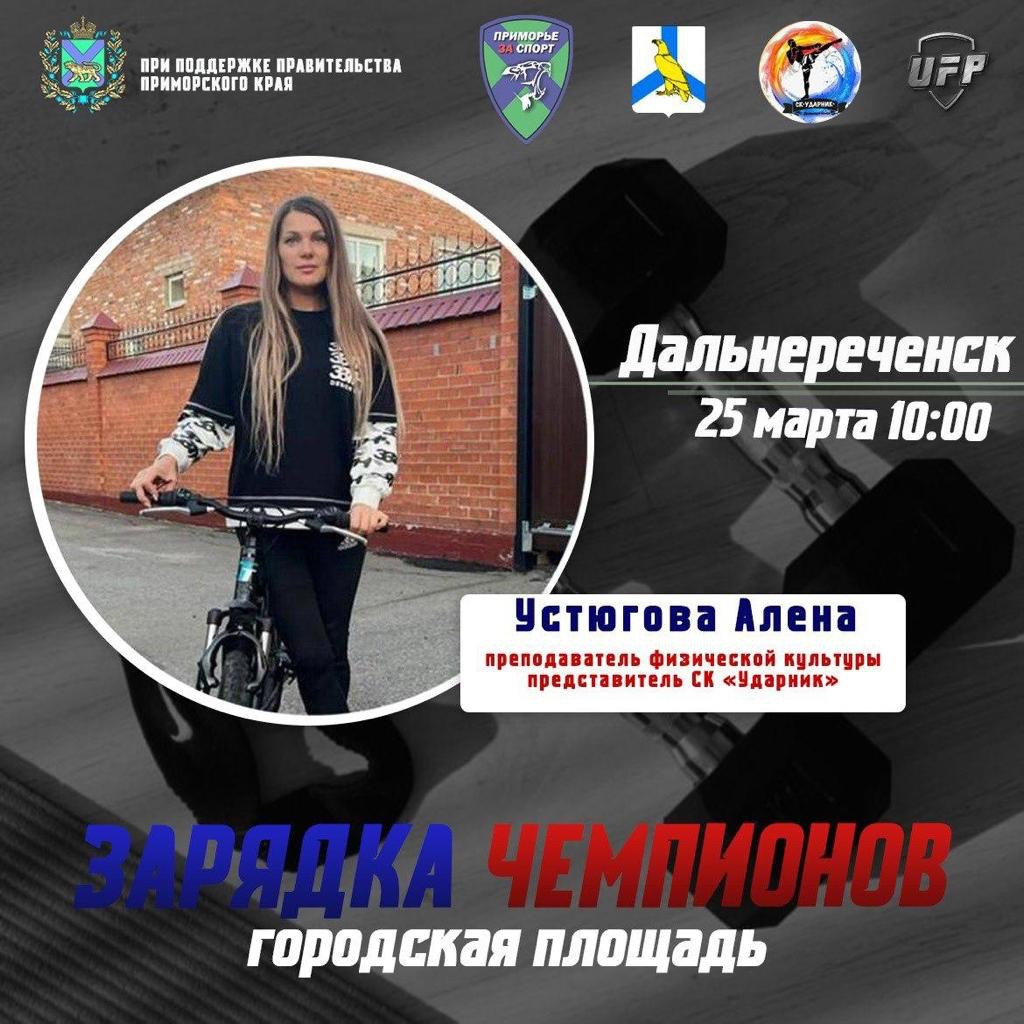 ПРИ ПОДДЕРЖКЕ ПРАВИТЕЛЬСТВА
ПРИМОРСКОГО КРАЯ
ПРИМОРЬЕ
ЗА СПОРТ
СК«УДАРНИК»
UFP
Дальнереченск
25 марта 10:00
Устюгова Алена
преподаватель физической культуры
представитель СК «Ударник»
ЗАРЯДКА ЧЕМПИОНОВ
городская площадь